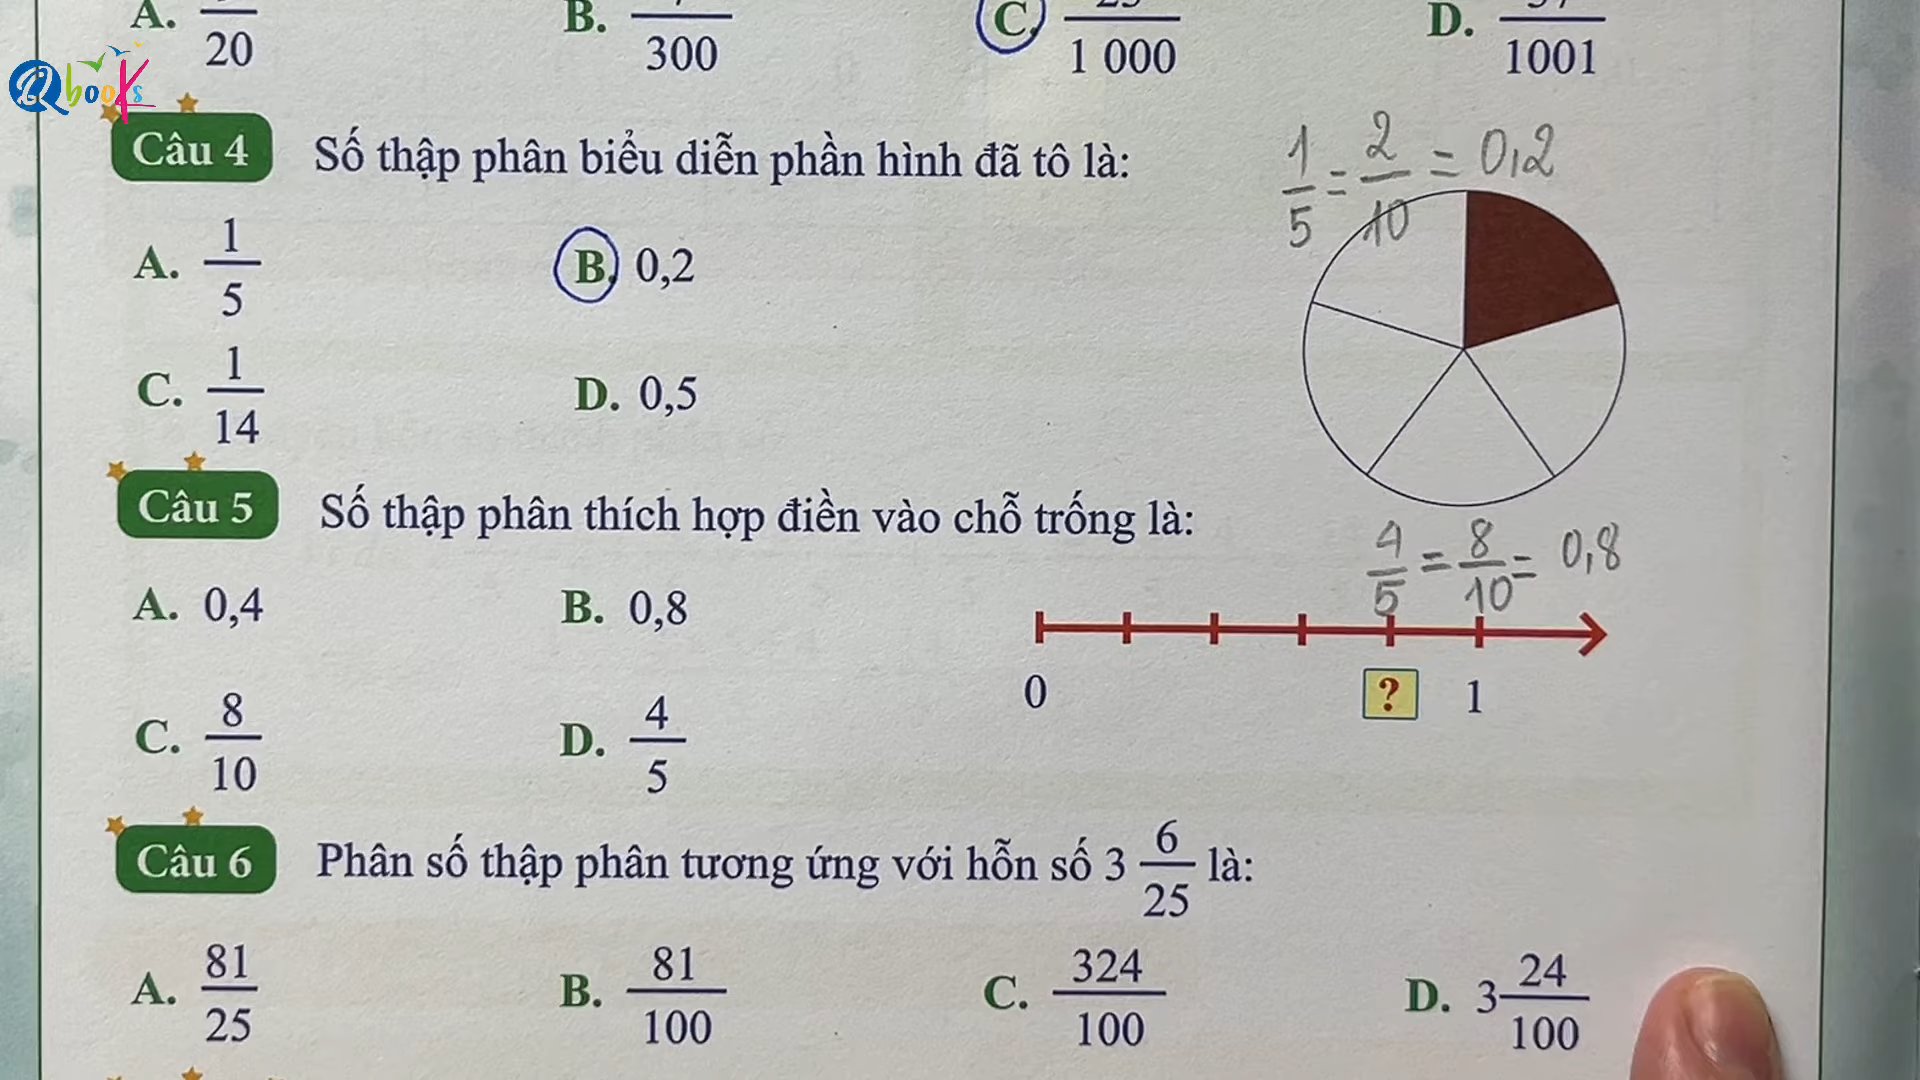 A. 20 B. 300 C. 1 000 D. 1001
Qbooks
Câu 4 Số thập phân biểu diễn phần hình đã tô là:
1/5 = 2/10 = 0,2
A. 1/5 B. 0,2
C. 1/14 D. 0,5
Câu 5 Số thập phân thích hợp điền vào chỗ trống là:
4/5 = 8/10 = 0,8
A. 0,4 B. 0,8
0 ? 1
C. 8/10 D. 4/5
Câu 6 Phân số thập phân tương ứng với hỗn số 3 6/25 là:
A. 81/25 B. 81/100 C. 324/100 D. 3 24/100